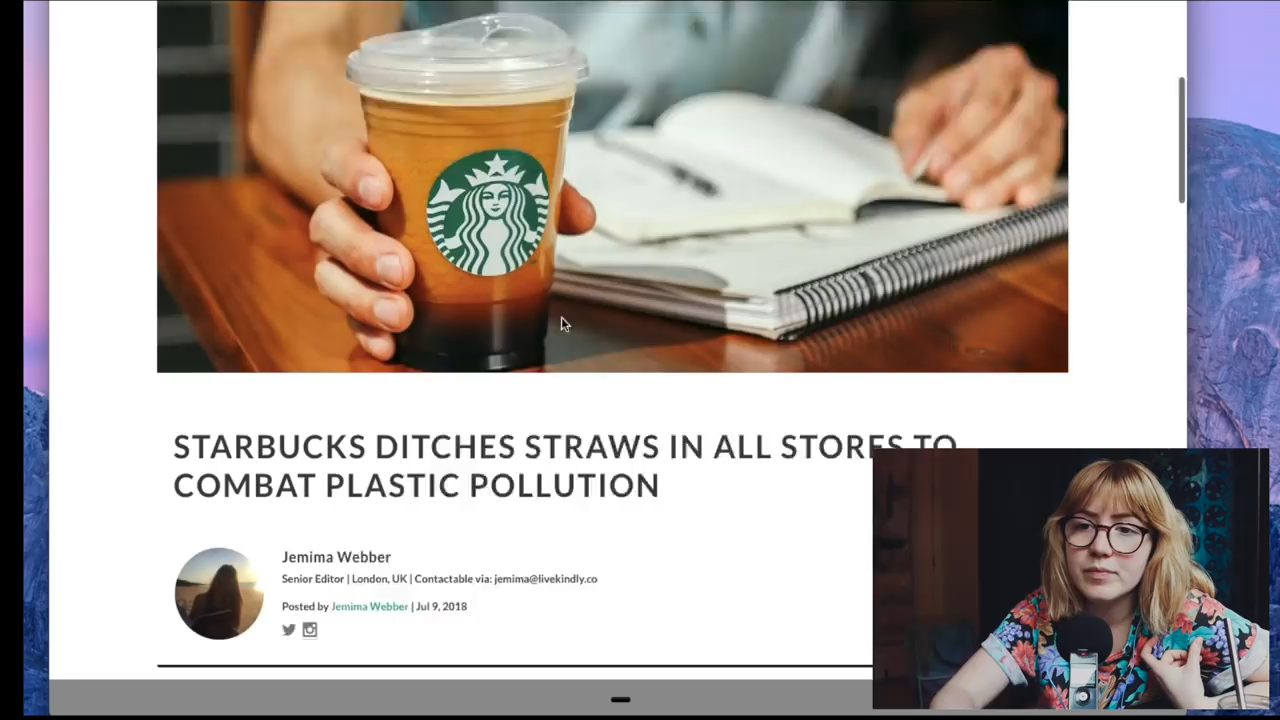 STARBUCKS DITCHES STRAWS IN ALL STORES TO
COMBAT PLASTIC POLLUTION
Jemima Webber
Senior Editor | London, UK | Contactable via: jemima@livekindly.co
Posted by Jemima Webber | Jul 9, 2018